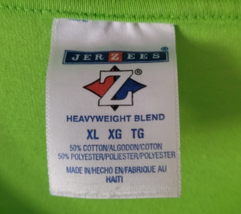 JERZEES
Z®
HEAVYWEIGHT BLEND
XL XG TG
50% COTTON/ALGODON/COTON
50% POLYESTER/POLIESTER/POLYESTER
MADE IN/HECHO EN/FABRIQUE AU
HAITI